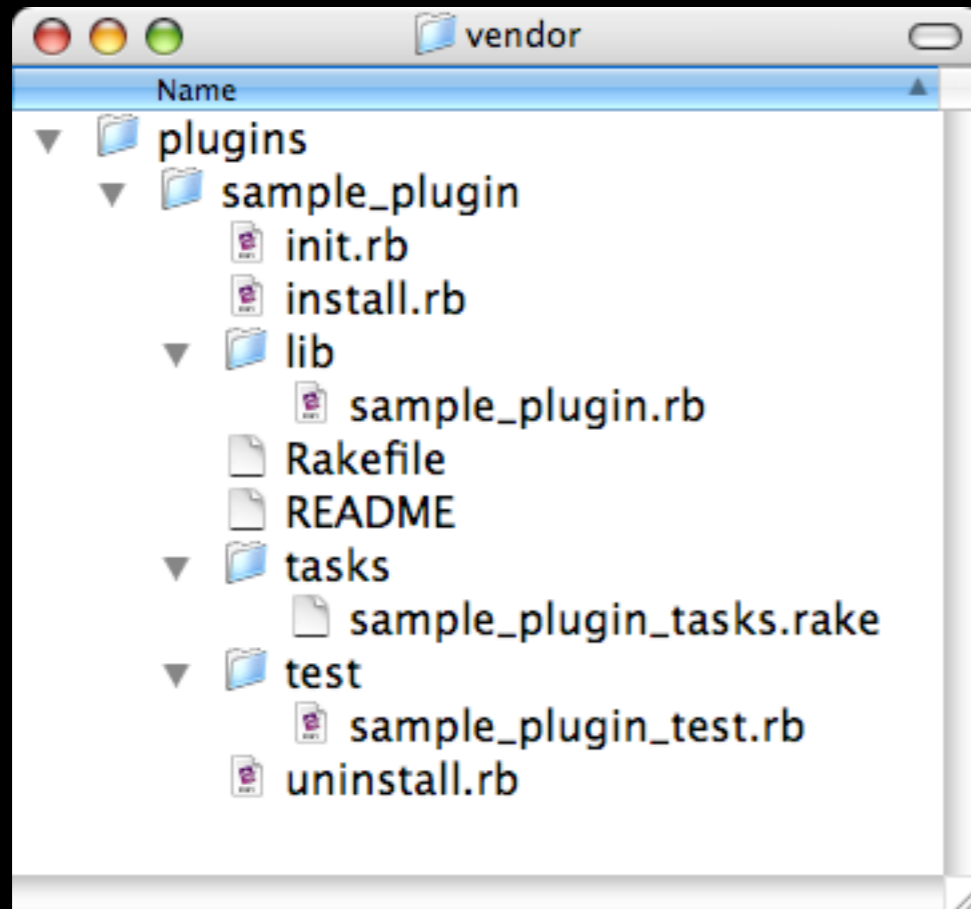 vendor
Name
plugins
sample_plugin
init.rb
install.rb
lib
sample_plugin.rb
Rakefile
README
tasks
sample_plugin_tasks.rake
test
sample_plugin_test.rb
uninstall.rb